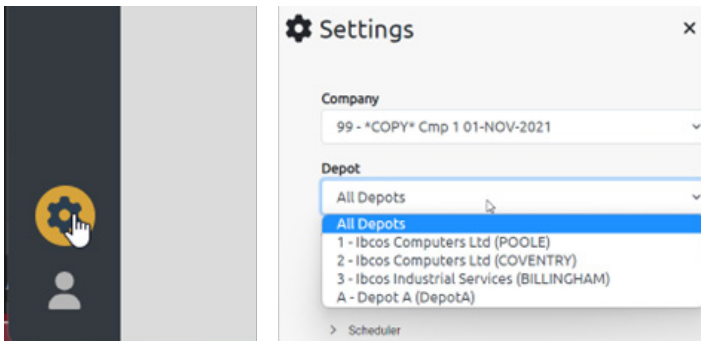 Settings
Company
99 - *COPY* Cmp 1 01-NOV-2021
Depot
All Depots
All Depots
1 - Ibcos Computers Ltd (POOLE)
2 - Ibcos Computers Ltd (COVENTRY)
3 - Ibcos Industrial Services (BILLINGHAM)
A - Depot A (DepotA)
Scheduler